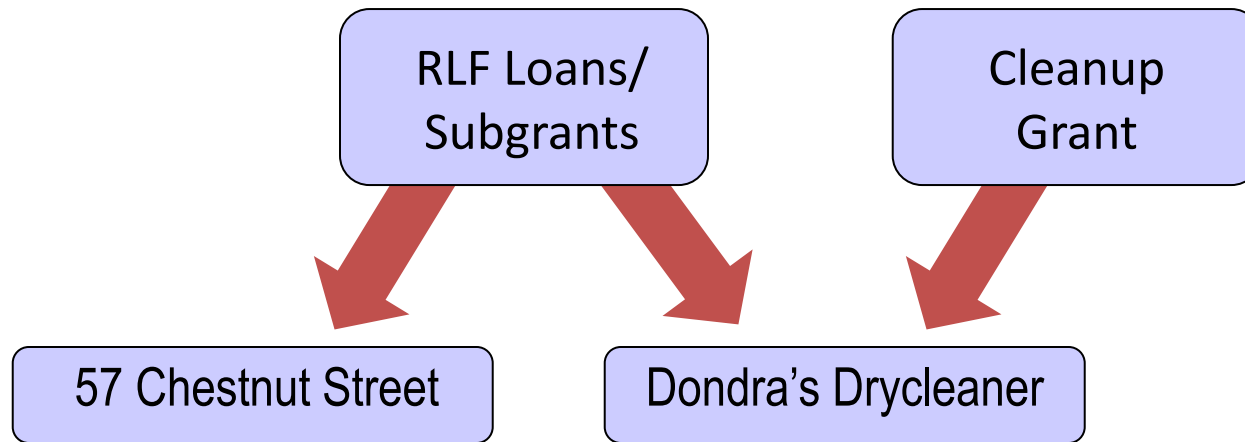 RLF Loans/
Subgrants
Cleanup
Grant
57 Chestnut Street
Dondra’s Drycleaner